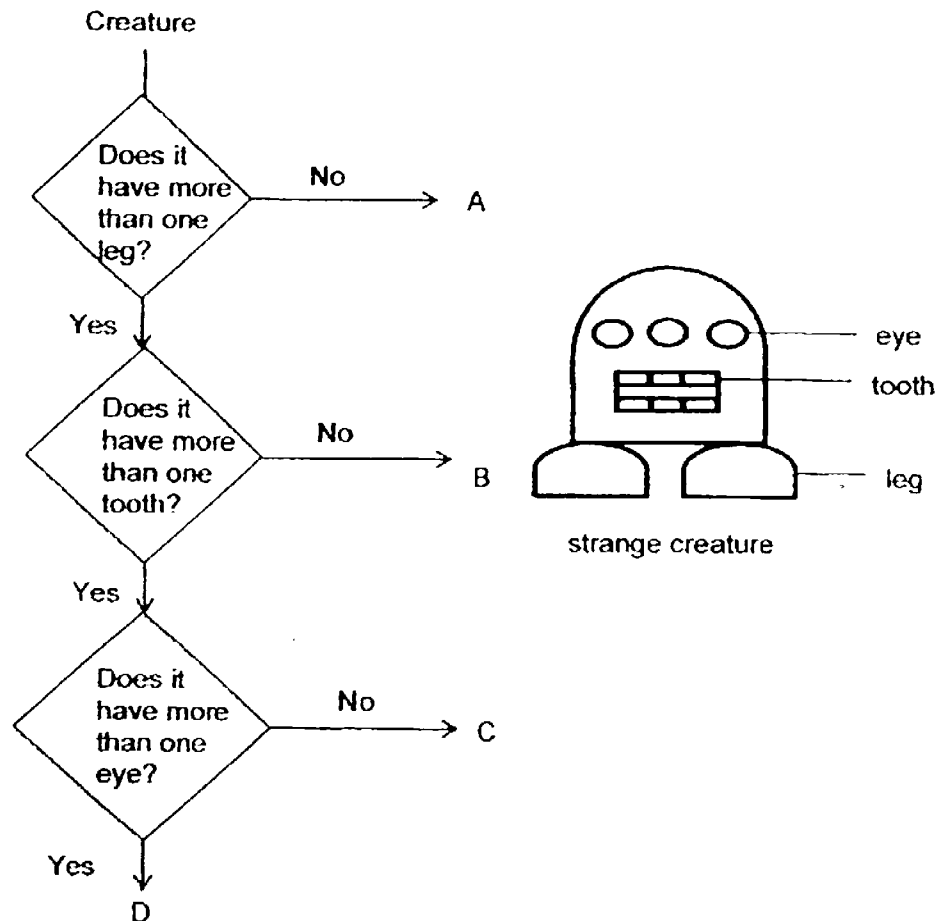 Creature
Does it
have more
than one
leg?
No
A
Yes
Does it
have more
than one
tooth?
No
B
Yes
Does it
have more
than one
eye?
No
C
Yes
D
eye
tooth
leg
strange creature